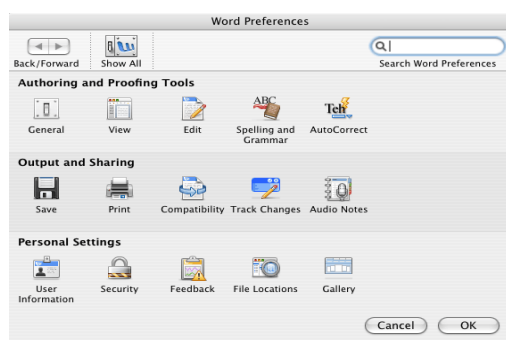 Word Preferences
Back/Forward
Show All
Search Word Preferences
Authoring and Proofing Tools
ABC
Teh
General
View
Edit
Spelling and
Grammar
AutoCorrect
Output and Sharing
Save
Print
Compatibility
Track Changes
Audio Notes
Personal Settings
User
Information
Security
Feedback
File Locations
Gallery
Cancel
OK